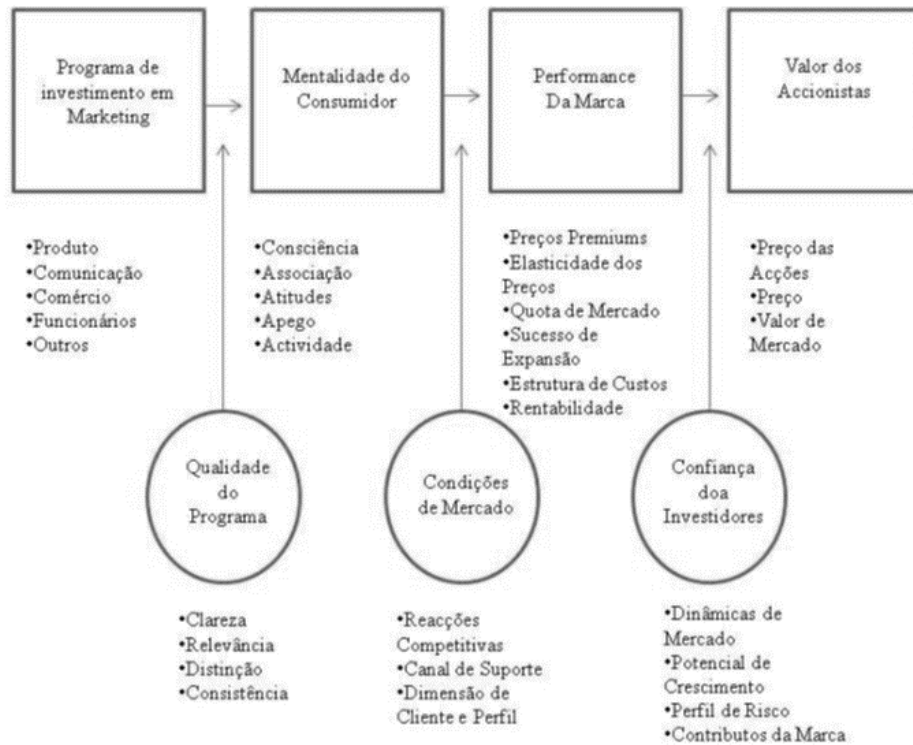 Programa de
investimento em
Marketing
Mentalidade do
Consumidor
Performance
Da Marca
Valor dos
Accionistas
•Produto
•Comunicação
•Comércio
•Funcionários
•Outros
•Consciência
•Associação
•Atitudes
•Apego
•Actividade
•Preços Premiums
•Elasticidade dos
Preços
•Quota de Mercado
•Sucesso de
Expansão
•Estrutura de Custos
•Rentabilidade
•Preço das
Acções
•Preço
•Valor de
Mercado
Qualidade
do
Programa
Condições
de Mercado
Confiança
doa
Investidores
•Clareza
•Relevância
•Distinção
•Consistência
•Reacções
Competitivas
•Canal de Suporte
•Dimensão de
Cliente e Perfil
•Dinâmicas de
Mercado
•Potencial de
Crescimento
•Perfil de Risco
•Contributos da Marca